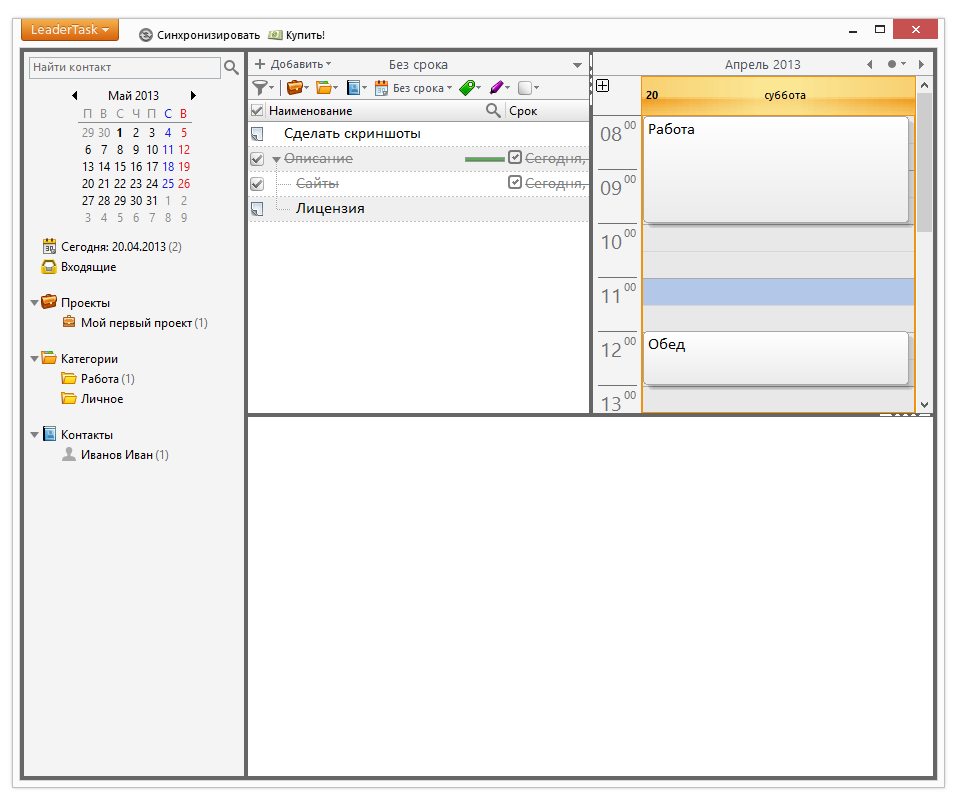 LeaderTask
Синхронизировать Купить!
Найти контакт
Май 2013
П В С Ч П С В
29 30 1 2 3 4 5
6 7 8 9 10 11 12
13 14 15 16 17 18 19
20 21 22 23 24 25 26
27 28 29 30 31 1 2
3 4 5 6 7 8 9
Сегодня: 20.04.2013 (2)
Входящие
Проекты
Мой первый проект (1)
Категории
Работа (1)
Личное
Контакты
Иванов Иван (1)
Добавить Без срока
Без срока
Наименование Срок
Сделать скриншоты
Описание Сегодня,
Сайты Сегодня,
Лицензия
Апрель 2013
20 суббота
08 00 Работа
09 00
10 00
11 00
12 00 Обед
13 00